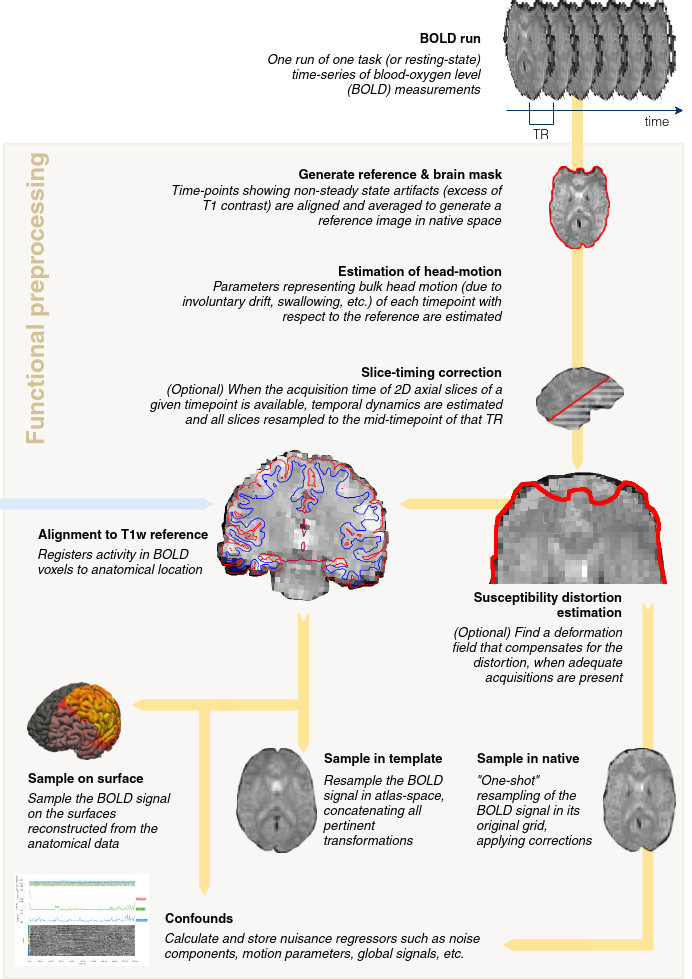 BOLD run
One run of one task (or resting-state)
time-series of blood-oxygen level
(BOLD) measurements
time
TR
Functional preprocessing
Generate reference & brain mask
Time-points showing non-steady state artifacts (excess of
T1 contrast) are aligned and averaged to generate a
reference image in native space
Estimation of head-motion
Parameters representing bulk head motion (due to
involuntary drift, swallowing, etc.) of each timepoint with
respect to the reference are estimated
Slice-timing correction
(Optional) When the acquisition time of 2D axial slices of a
given timepoint is available, temporal dynamics are estimated
and all slices resampled to the mid-timepoint of that TR
Alignment to T1w reference
Registers activity in BOLD
voxels to anatomical location
Susceptibility distortion
estimation
(Optional) Find a deformation
field that compensates for the
distortion, when adequate
acquisitions are present
Sample on surface
Sample the BOLD signal
on the surfaces
reconstructed from the
anatomical data
Sample in template
Resample the BOLD
signal in atlas-space,
concatenating all
pertinent
transformations
Sample in native
"One-shot"
resampling of the
BOLD signal in its
original grid,
applying corrections
Confounds
Calculate and store nuisance regressors such as noise
components, motion parameters, global signals, etc.